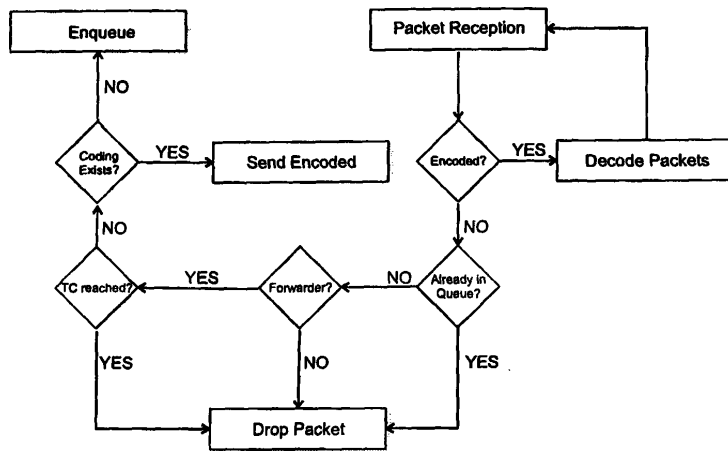 Enqueue
Packet Reception
NO
Coding
Exists?
YES
Send Encoded
Encoded?
YES
Decode Packets
NO
NO
TC reached?
YES
Forwarder?
NO
Already in
Queue?
YES
NO
YES
Drop Packet